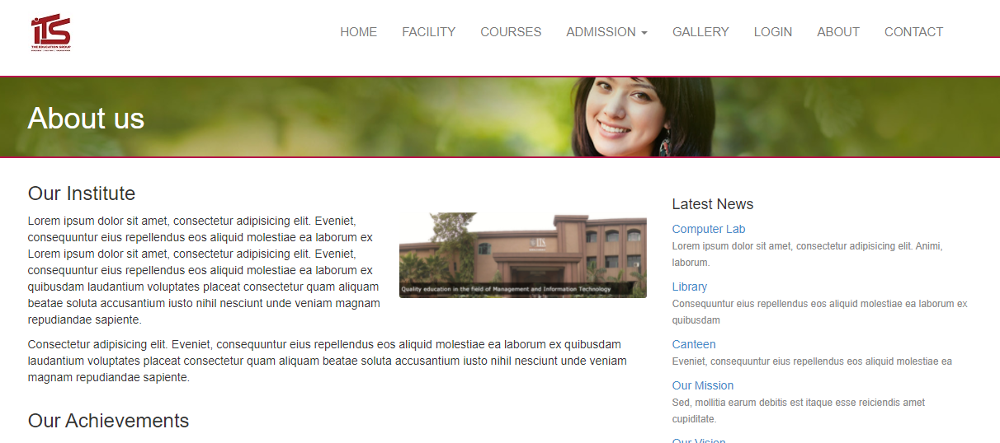 iTS
THE EDUCATION GROUP
HOME FACILITY COURSES ADMISSION GALLERY LOGIN ABOUT CONTACT
About us
Our Institute
Lorem ipsum dolor sit amet, consectetur adipisicing elit. Eveniet,
consequuntur eius repellendus eos aliquid molestiae ea laborum ex
Lorem ipsum dolor sit amet, consectetur adipisicing elit. Eveniet,
consequuntur eius repellendus eos aliquid molestiae ea laborum ex
quibusdam laudantium voluptates placeat consectetur quam aliquam
beatae soluta accusantium iusto nihil nesciunt unde veniam magnam
repudiandae sapiente.
ITS
Quality education in the field of Management and Information Technology
Consectetur adipisicing elit. Eveniet, consequuntur eius repellendus eos aliquid molestiae ea laborum ex quibusdam
laudantium voluptates placeat consectetur quam aliquam beatae soluta accusantium iusto nihil nesciunt unde veniam
magnam repudiandae sapiente.
Our Achievements
Latest News
Computer Lab
Lorem ipsum dolor sit amet, consectetur adipisicing elit. Animi,
laborum.
Library
Consequuntur eius repellendus eos aliquid molestiae ea laborum ex
quibusdam
Canteen
Eveniet, consequuntur eius repellendus eos aliquid molestiae ea
Our Mission
Sed, mollitia earum debitis est itaque esse reiciendis amet
cupiditate.
Our Vision